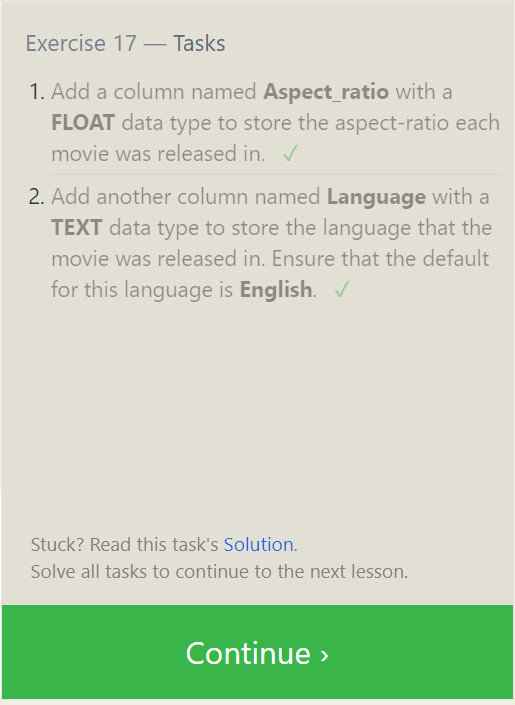 Exercise 17 — Tasks
1. Add a column named Aspect_ratio with a
FLOAT data type to store the aspect-ratio each
movie was released in. ✓
2. Add another column named Language with a
TEXT data type to store the language that the
movie was released in. Ensure that the default
for this language is English. ✓
Stuck? Read this task's Solution.
Solve all tasks to continue to the next lesson.
Continue ›